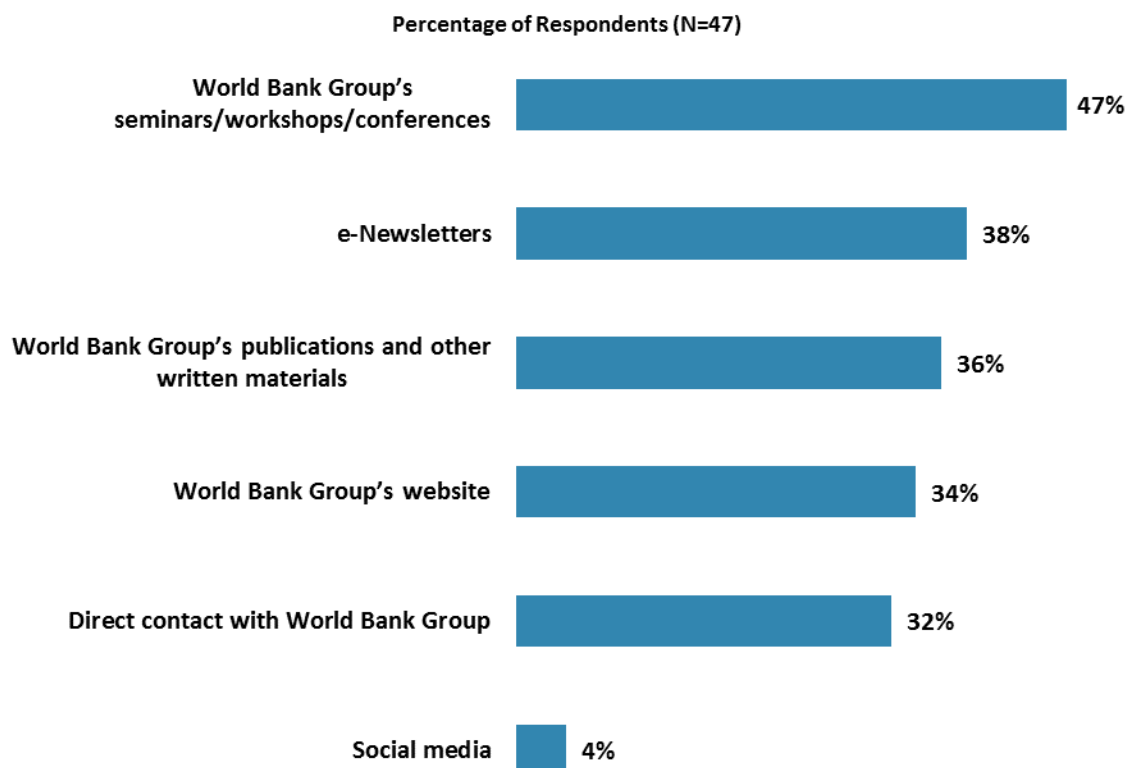 Percentage of Respondents (N=47)
World Bank Group’s
seminars/workshops/conferences
47%
e-Newsletters
38%
World Bank Group’s publications and other
written materials
36%
World Bank Group’s website
34%
Direct contact with World Bank Group
32%
Social media
4%